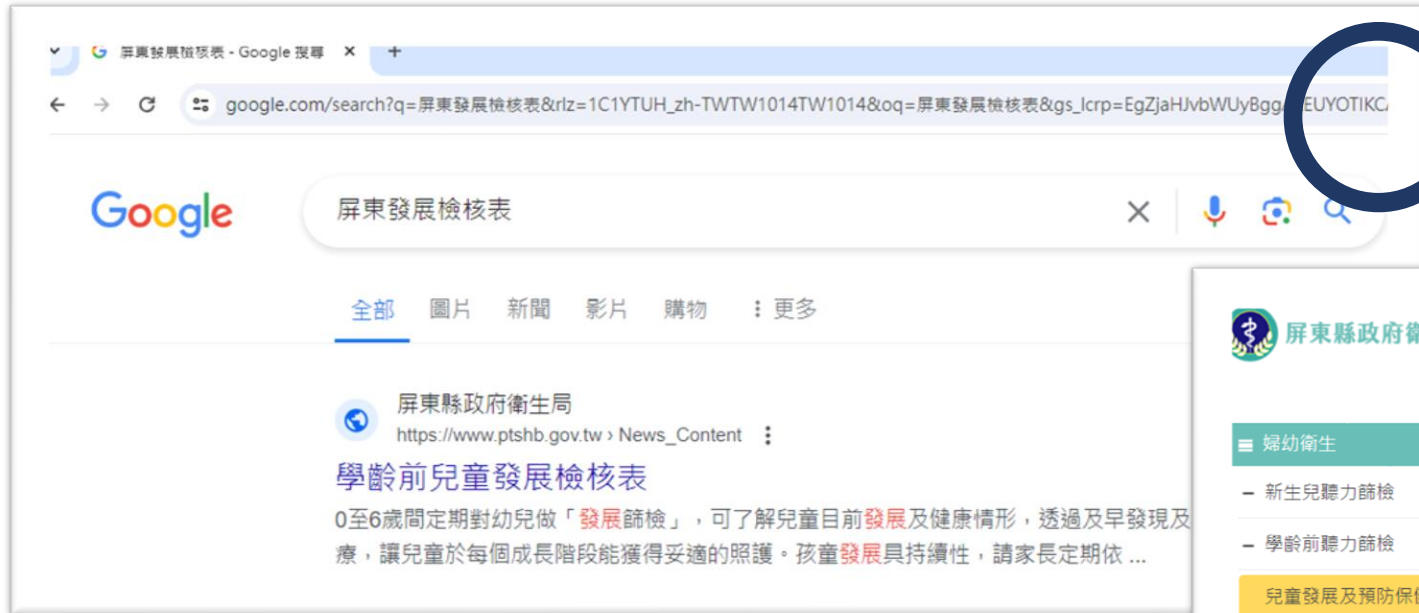 屏東發展檢核表 - Google 搜尋
google.com/search?q=屏東發展檢核表&rlz=1C1YTUH_zh-TWTW1014TW1014&oq=屏東發展檢核表&gs_lcrp=EgZjaHJvbWUyBgg EUYOTIKC
Google
屏東發展檢核表
全部 圖片 新聞 影片 購物 更多
屏東縣政府衛生局
https://www.ptshb.gov.tw › News_Content
學齡前兒童發展檢核表
0至6歲間定期對幼兒做「發展篩檢」，可了解兒童目前發展及健康情形，透過及早發現及
療，讓兒童於每個成長階段能獲得妥適的照護。孩童發展具持續性，請家長定期依 ...
屏東縣政府衛
婦幼衛生
– 新生兒聽力篩檢
– 學齡前聽力篩檢
兒童發展及預防保健